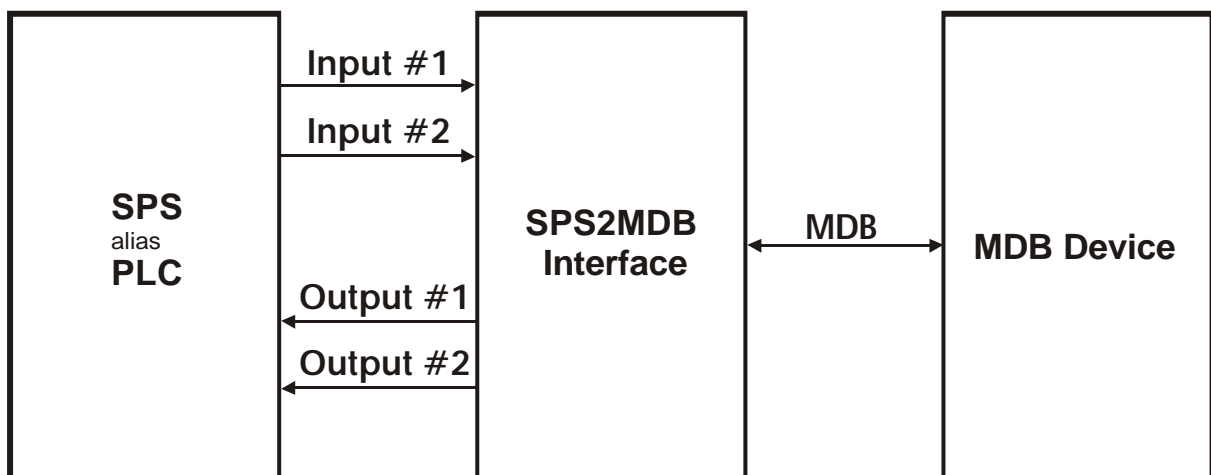 SPS
alias
PLC
Input #1
Input #2
Output #1
Output #2
SPS2MDB
Interface
MDB
MDB Device